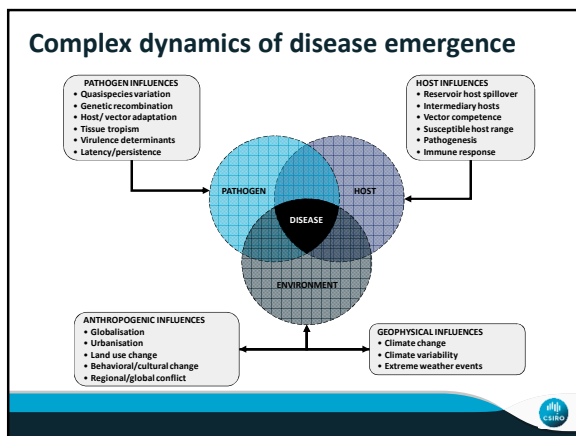 Complex dynamics of disease emergence
PATHOGEN INFLUENCES
• Quasispecies variation
• Genetic recombination
• Host/ vector adaptation
• Tissue tropism
• Virulence determinants
• Latency/persistence
HOST INFLUENCES
• Reservoir host spillover
• Intermediary hosts
• Vector competence
• Susceptible host range
• Pathogenesis
• Immune response
PATHOGEN
HOST
DISEASE
ENVIRONMENT
ANTHROPOGENIC INFLUENCES
• Globalisation
• Urbanisation
• Land use change
• Behavioral/cultural change
• Regional/global conflict
GEOPHYSICAL INFLUENCES
• Climate change
• Climate variability
• Extreme weather events
CSIRO